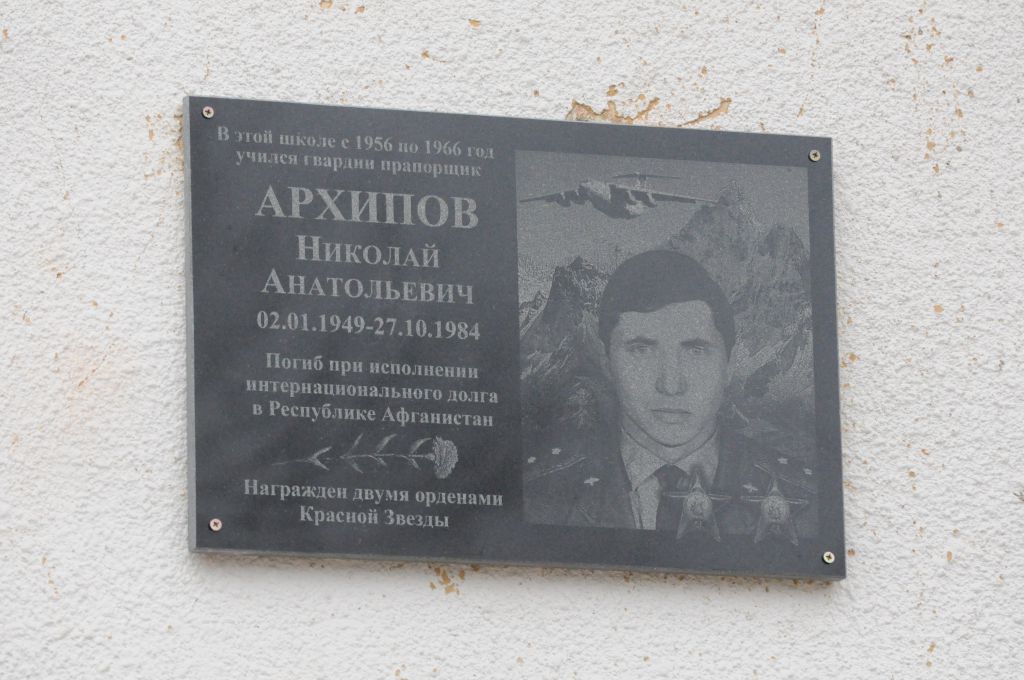 В этой школе с 1956 по 1966 год
учился гвардии прапорщик
АРХИПОВ
НИКОЛАЙ
АНАТОЛЬЕВИЧ
02.01.1949-27.10.1984
Погиб при исполнении
интернационального долга
в Республике Афганистан
Награжден двумя орденами
Красной Звезды